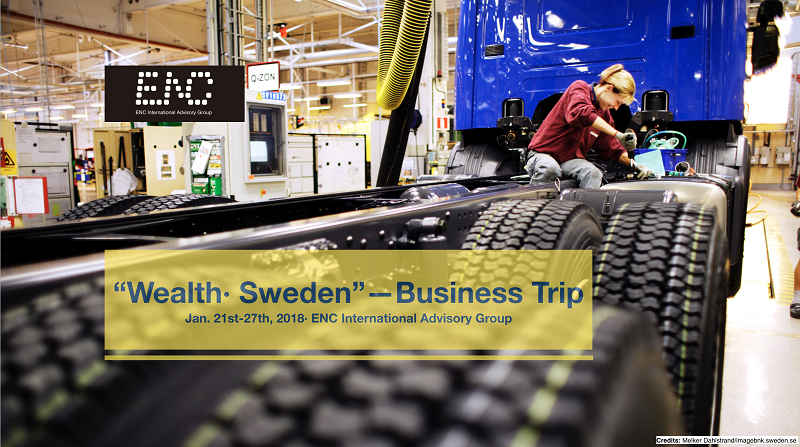 ENC
ENC International Advisory Group
Q-ZON
“Wealth· Sweden”—Business Trip
Jan. 21st-27th, 2018· ENC International Advisory Group
Credits: Melker Dahlstrand/imagebnk.sweden.se